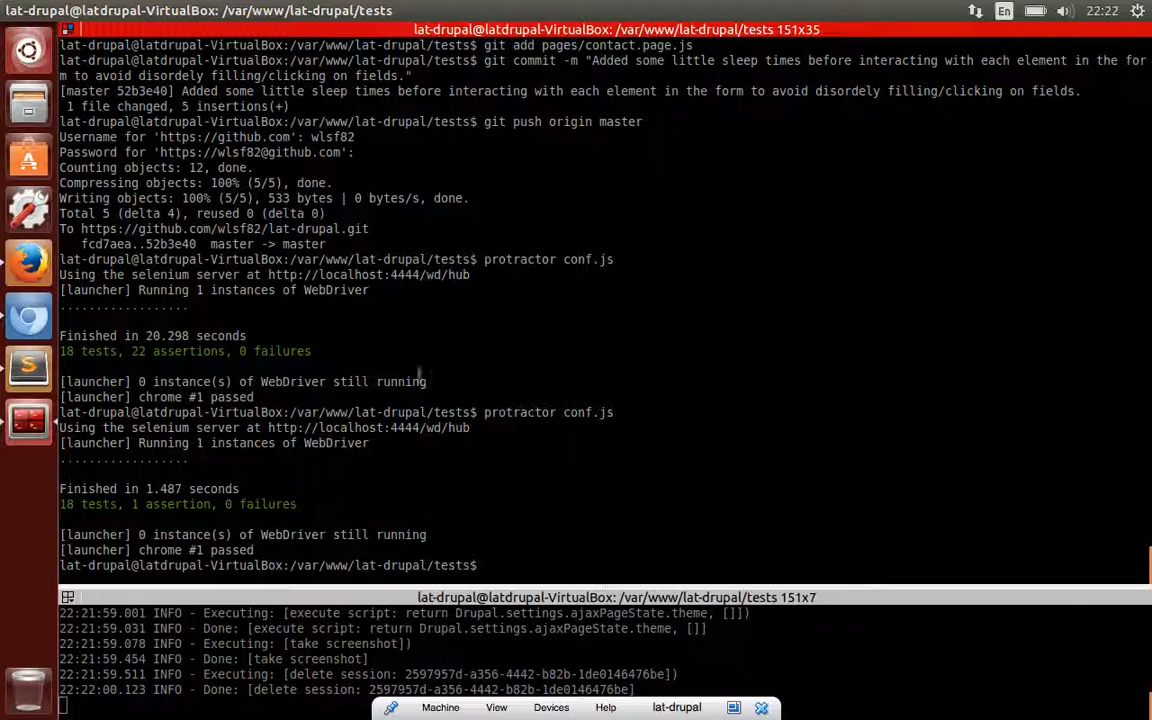 lat-drupal@latdrupal-VirtualBox: /var/www/lat-drupal/tests
En
22:22
lat-drupal@latdrupal-VirtualBox: /var/www/lat-drupal/tests 151x35
lat-drupal@latdrupal-VirtualBox:/var/www/lat-drupal/tests$ git add pages/contact.page.js
lat-drupal@latdrupal-VirtualBox:/var/www/lat-drupal/tests$ git commit -m "Added some little sleep times before interacting with each element in the for
m to avoid disordely filling/clicking on fields."
[master 52b3e40] Added some little sleep times before interacting with each element in the form to avoid disordely filling/clicking on fields.
1 file changed, 5 insertions(+)
lat-drupal@latdrupal-VirtualBox:/var/www/lat-drupal/tests$ git push origin master
Username for 'https://github.com': wlsf82
Password for 'https://wlsf82@github.com':
Counting objects: 12, done.
Compressing objects: 100% (5/5), done.
Writing objects: 100% (5/5), 533 bytes | 0 bytes/s, done.
Total 5 (delta 4), reused 0 (delta 0)
To https://github.com/wlsf82/lat-drupal.git
fcd7aea..52b3e40  master -> master
lat-drupal@latdrupal-VirtualBox:/var/www/lat-drupal/tests$ protractor conf.js
Using the selenium server at http://localhost:4444/wd/hub
[launcher] Running 1 instances of WebDriver
..................
Finished in 20.298 seconds
18 tests, 22 assertions, 0 failures
[launcher] 0 instance(s) of WebDriver still running
[launcher] chrome #1 passed
lat-drupal@latdrupal-VirtualBox:/var/www/lat-drupal/tests$ protractor conf.js
Using the selenium server at http://localhost:4444/wd/hub
[launcher] Running 1 instances of WebDriver
..................
Finished in 1.487 seconds
18 tests, 1 assertion, 0 failures
[launcher] 0 instance(s) of WebDriver still running
[launcher] chrome #1 passed
lat-drupal@latdrupal-VirtualBox:/var/www/lat-drupal/tests$
lat-drupal@latdrupal-VirtualBox: /var/www/lat-drupal/tests 151x7
22:21:59.001 INFO - Executing: [execute script: return Drupal.settings.ajaxPageState.theme, []])
22:21:59.031 INFO - Done: [execute script: return Drupal.settings.ajaxPageState.theme, []]
22:21:59.078 INFO - Executing: [take screenshot])
22:21:59.454 INFO - Done: [take screenshot]
22:21:59.511 INFO - Executing: [delete session: 2597957d-a356-4442-b82b-1de0146476be])
22:22:00.123 INFO - Done: [delete session: 2597957d-a356-4442-b82b-1de0146476be]
Machine View Devices Help lat-drupal